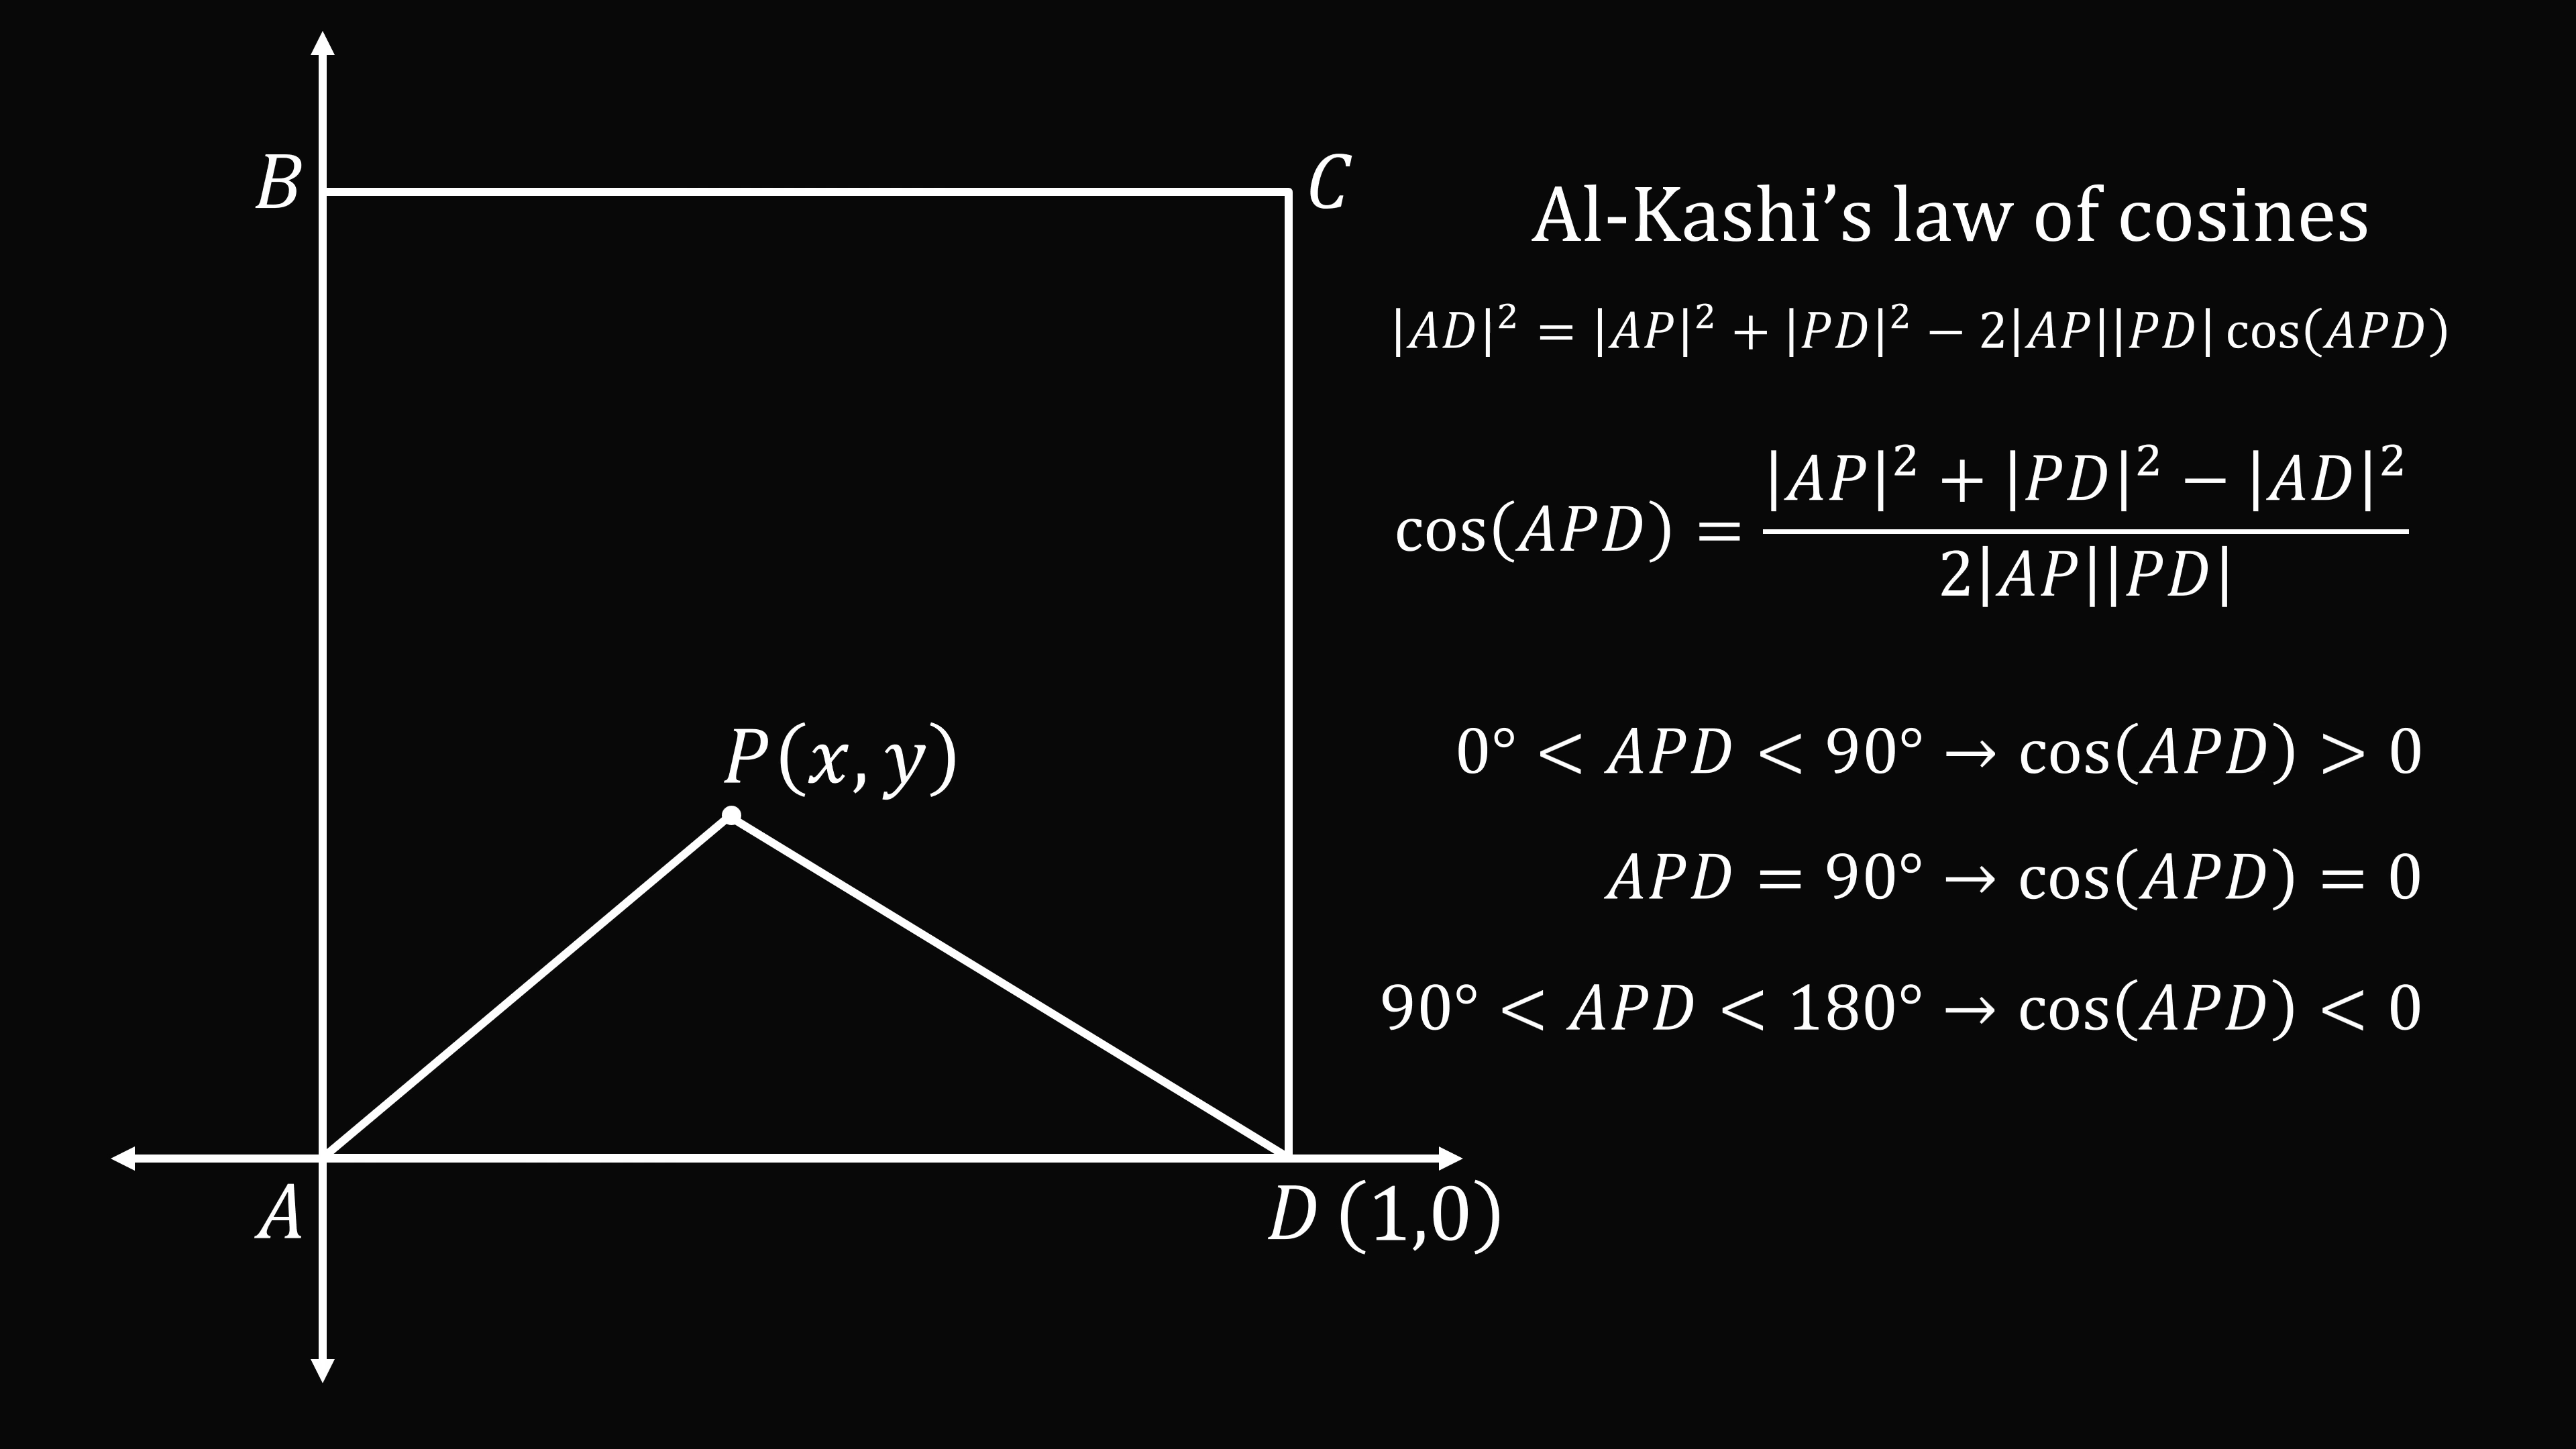 B
C
P(x, y)
A
D (1,0)
Al-Kashi’s law of cosines
|AD|² = |AP|² + |PD|² − 2|AP||PD| cos(APD)
cos(APD) = (|AP|² + |PD|² − |AD|²) / (2|AP||PD|)
0° < APD < 90° → cos(APD) > 0
APD = 90° → cos(APD) = 0
90° < APD < 180° → cos(APD) < 0